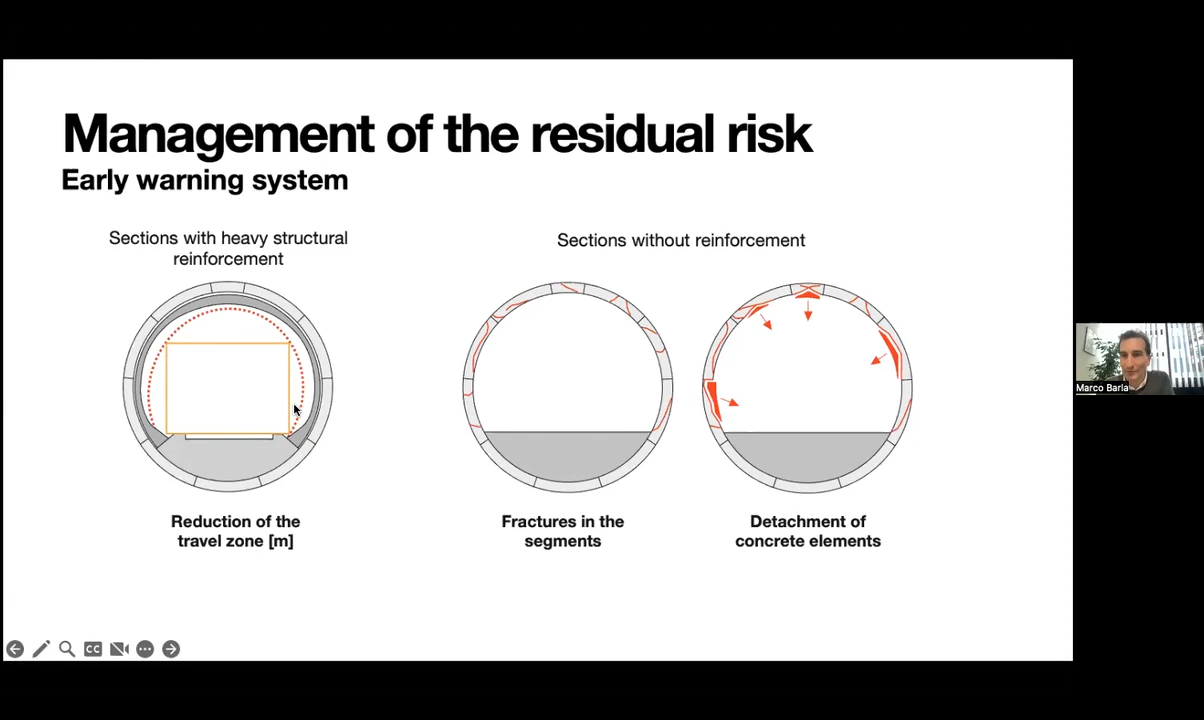 Management of the residual risk
Early warning system
Sections with heavy structural
reinforcement
Sections without reinforcement
Reduction of the
travel zone [m]
Fractures in the
segments
Detachment of
concrete elements
CC
Marco Barla